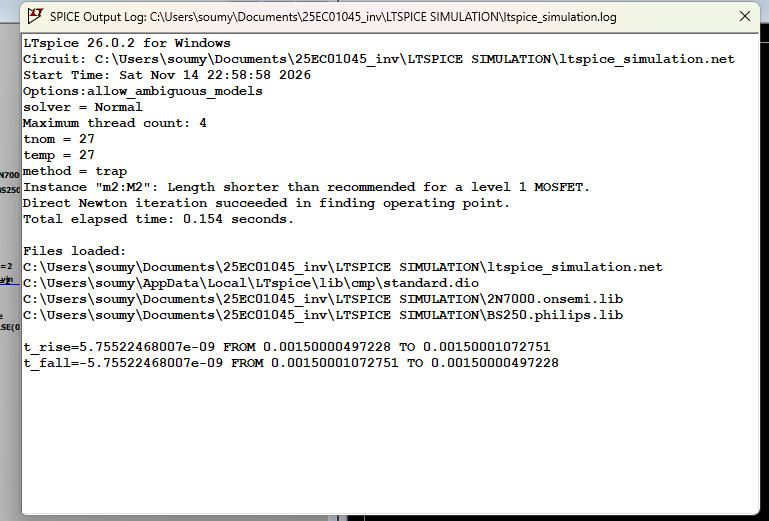 SPICE Output Log: C:\Users\soumy\Documents\25EC01045_inv\LTSPICE SIMULATION\ltspice_simulation.log
LTspice 26.0.2 for Windows
Circuit: C:\Users\soumy\Documents\25EC01045_inv\LTSPICE SIMULATION\ltspice_simulation.net
Start Time: Sat Nov 14 22:58:58 2026
Options:allow_ambiguous_models
solver = Normal
Maximum thread count: 4
tnom = 27
temp = 27
method = trap
Instance "m2:M2": Length shorter than recommended for a level 1 MOSFET.
Direct Newton iteration succeeded in finding operating point.
Total elapsed time: 0.154 seconds.
Files loaded:
C:\Users\soumy\Documents\25EC01045_inv\LTSPICE SIMULATION\ltspice_simulation.net
C:\Users\soumy\AppData\Local\LTspice\lib\cmp\standard.dio
C:\Users\soumy\Documents\25EC01045_inv\LTSPICE SIMULATION\2N7000.onsemi.lib
C:\Users\soumy\Documents\25EC01045_inv\LTSPICE SIMULATION\BS250.philips.lib
t_rise=5.75522468007e-09 FROM 0.00150000497228 TO 0.00150001072751
t_fall=-5.75522468007e-09 FROM 0.00150001072751 TO 0.00150000497228
N700
= 2
SE(0